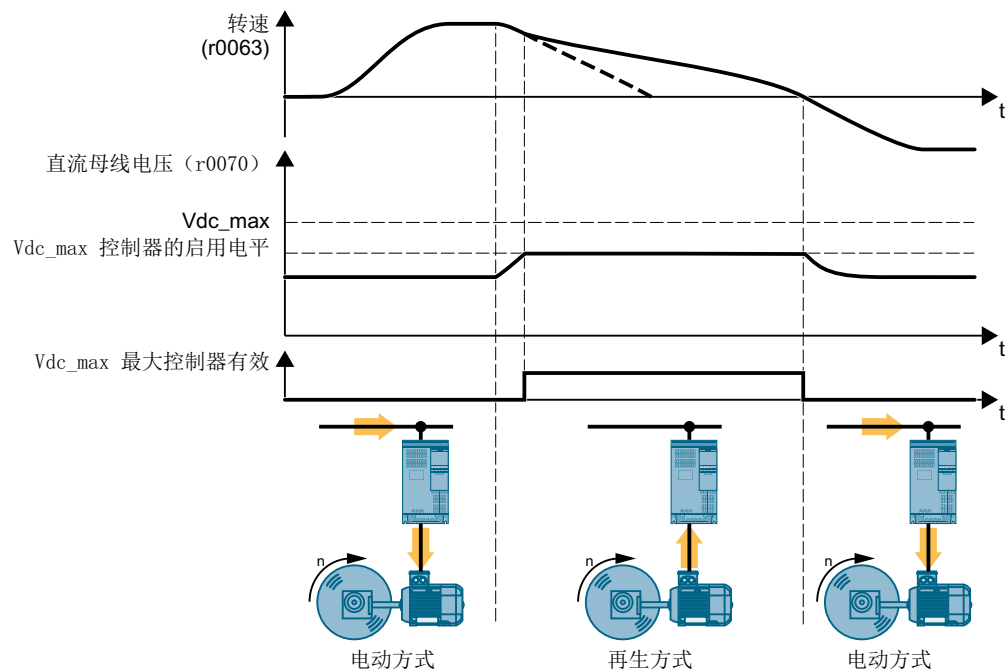 转速
(r0063)
t
直流母线电压（r0070）
Vdc_max
Vdc_max 控制器的启用电平
t
Vdc_max 最大控制器有效
t
n
n
n
电动方式
再生方式
电动方式